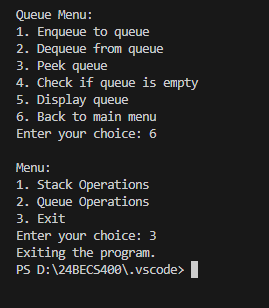 Queue Menu:
1. Enqueue to queue
2. Dequeue from queue
3. Peek queue
4. Check if queue is empty
5. Display queue
6. Back to main menu
Enter your choice: 6

Menu:
1. Stack Operations
2. Queue Operations
3. Exit
Enter your choice: 3
Exiting the program.
PS D:\24BECS400\.vscode>